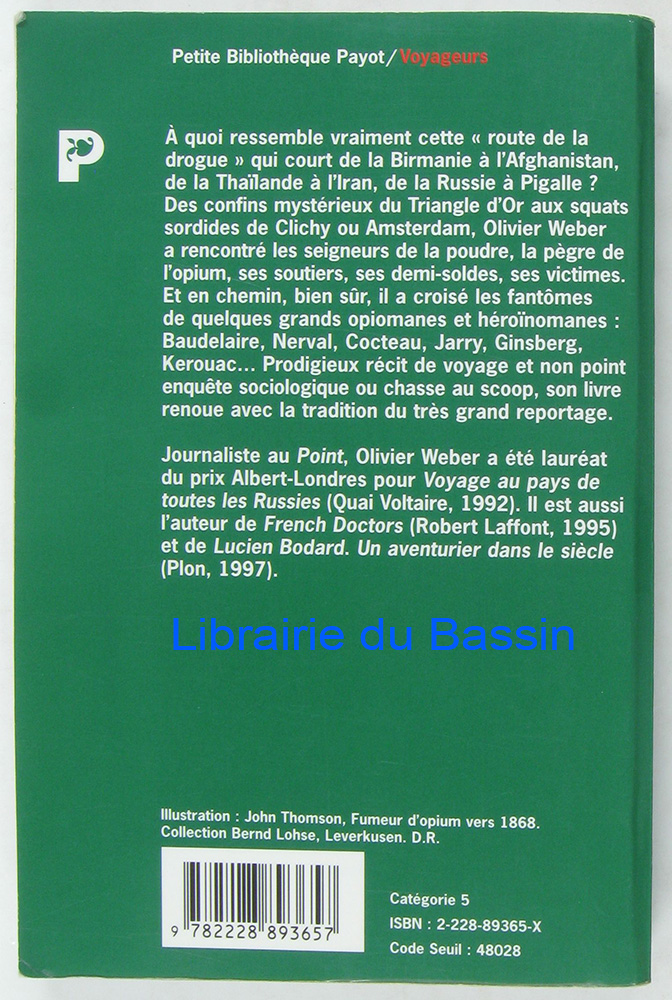 Petite Bibliothèque Payot/Voyageurs
P
À quoi ressemble vraiment cette « route de la
drogue » qui court de la Birmanie à l'Afghanistan,
de la Thaïlande à l'Iran, de la Russie à Pigalle ?
Des confins mystérieux du Triangle d'Or aux squats
sordides de Clichy ou Amsterdam, Olivier Weber
a rencontré les seigneurs de la poudre, la pègre de
l'opium, ses soutiers, ses demi-soldes, ses victimes.
Et en chemin, bien sûr, il a croisé les fantômes
de quelques grands opiomanes et héroïnomanes :
Baudelaire, Nerval, Cocteau, Jarry, Ginsberg,
Kerouac... Prodigieux récit de voyage et non point
enquête sociologique ou chasse au scoop, son livre
renoue avec la tradition du très grand reportage.
Journaliste au Point, Olivier Weber a été lauréat
du prix Albert-Londres pour Voyage au pays de
toutes les Russies (Quai Voltaire, 1992). Il est aussi
l'auteur de French Doctors (Robert Laffont, 1995)
et de Lucien Bodard. Un aventurier dans le siècle
(Plon, 1997).
Librairie du Bassin
Illustration : John Thomson, Fumeur d'opium vers 1868.
Collection Bernd Lohse, Leverkusen. D.R.
9 782228 893657
Catégorie 5
ISBN : 2-228-89365-X
Code Seuil : 48028